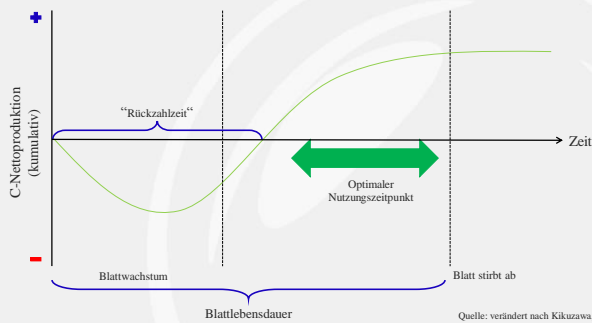 +
C-Nettoproduktion
(kumulativ)
“Rückzahlzeit“
Zeit
Optimaler
Nutzungszeitpunkt
–
Blattwachstum
Blatt stirbt ab
Blattlebensdauer
Quelle: verändert nach Kikuzawa